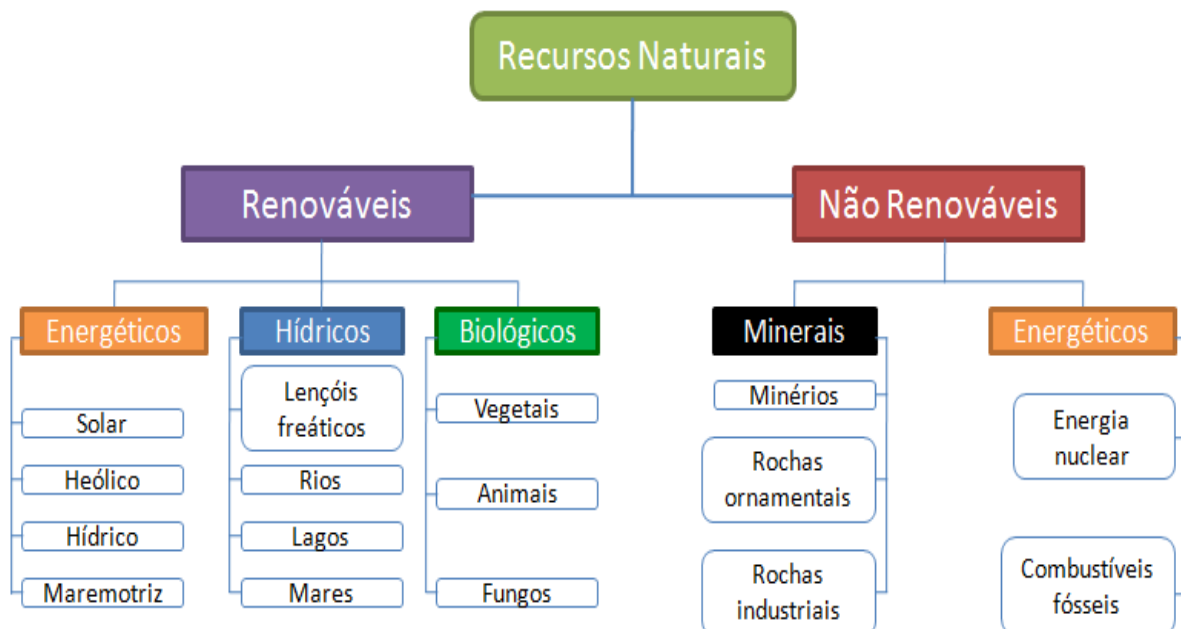 Recursos Naturais
Renováveis
Não Renováveis
Energéticos
Hídricos
Biológicos
Minerais
Energéticos
Solar
Heólico
Hídrico
Maremotriz
Lençóis
freáticos
Rios
Lagos
Mares
Vegetais
Animais
Fungos
Minérios
Rochas
ornamentais
Rochas
industriais
Energia
nuclear
Combustíveis
fósseis